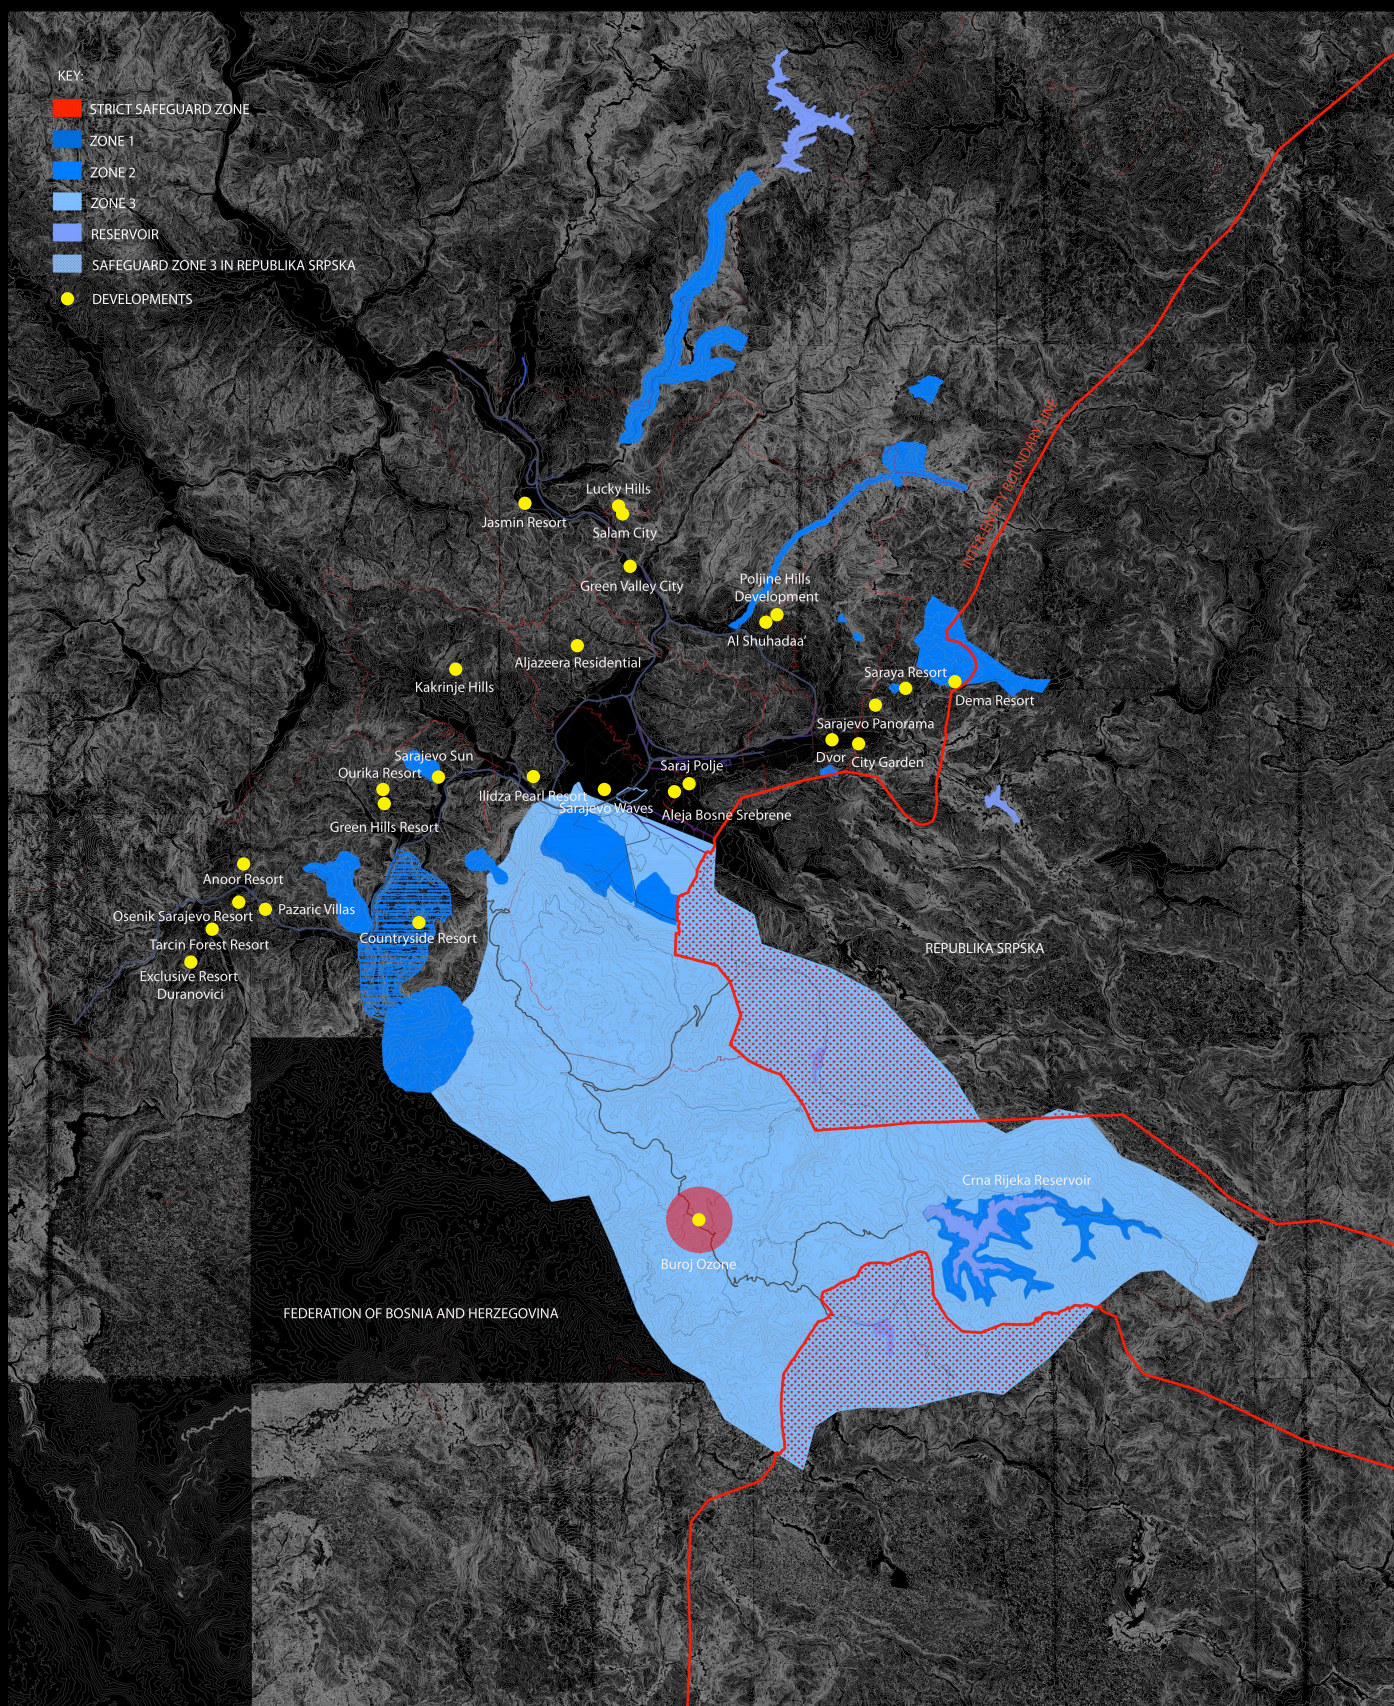 KEY:
STRICT SAFEGUARD ZONE
ZONE 1
ZONE 2
ZONE 3
RESERVOIR
SAFEGUARD ZONE 3 IN REPUBLIKA SRPSKA
DEVELOPMENTS
INTER-ENTITY BOUNDARY LINE
Lucky Hills
Jasmin Resort
Salam City
Green Valley City
Poljine Hills
Development
Al Shuhadaa'
Aljazeera Residential
Kakrinje Hills
Saraya Resort
Dema Resort
Sarajevo Panorama
Dvor
City Garden
Sarajevo Sun
Ourika Resort
Saraj Polje
Ilidza Pearl Resort
Sarajevo Waves
Aleja Bosne Srebrene
Green Hills Resort
Anoor Resort
Osenik Sarajevo Resort
Pazaric Villas
Tarcin Forest Resort
Countryside Resort
Exclusive Resort
Duranovici
REPUBLIKA SRPSKA
Crna Rijeka Reservoir
Buroj Ozone
FEDERATION OF BOSNIA AND HERZEGOVINA